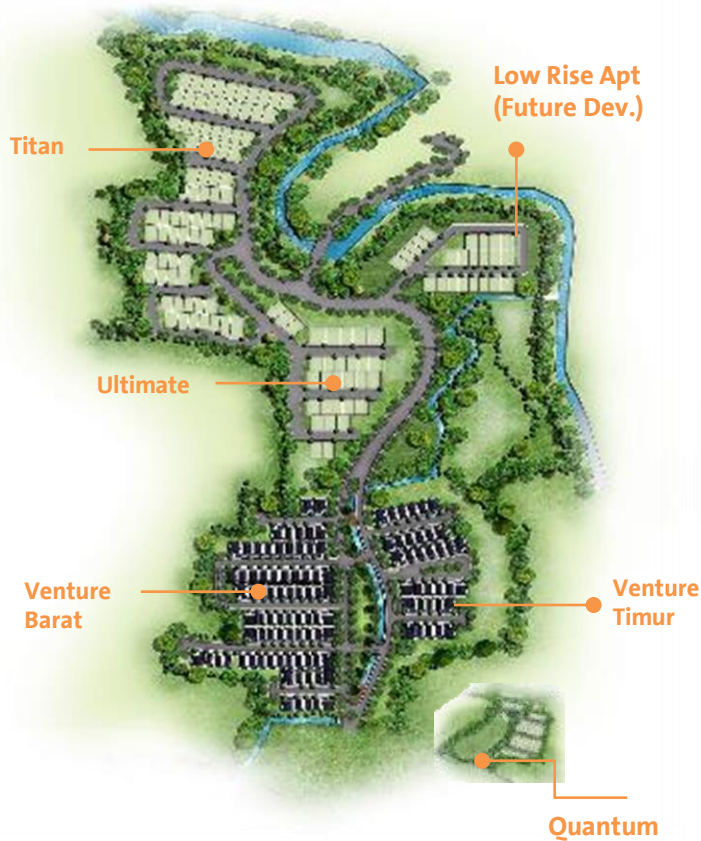 Low Rise Apt
(Future Dev.)
Titan
Ultimate
Venture
Barat
Venture
Timur
Quantum